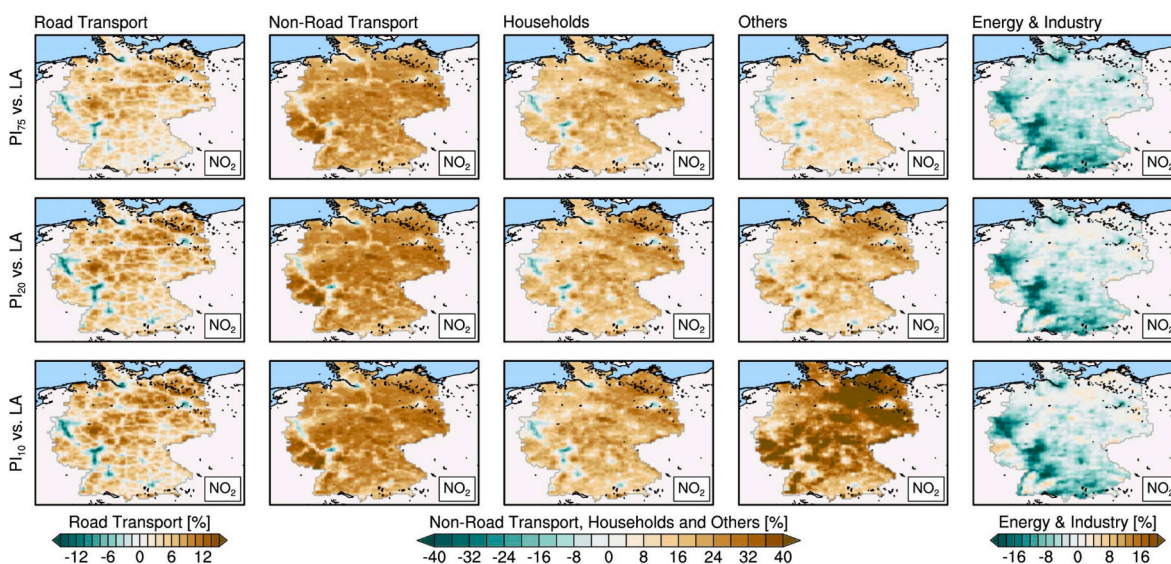 Road Transport
Non-Road Transport
Households
Others
Energy & Industry
PI₇₅ vs. LA
NO₂
NO₂
NO₂
NO₂
NO₂
PI₂₀ vs. LA
NO₂
NO₂
NO₂
NO₂
NO₂
PI₁₀ vs. LA
NO₂
NO₂
NO₂
NO₂
NO₂
Road Transport [%]
-12 -6 0 6 12
Non-Road Transport, Households and Others [%]
-40 -32 -24 -16 -8 0 8 16 24 32 40
Energy & Industry [%]
-16 -8 0 8 16